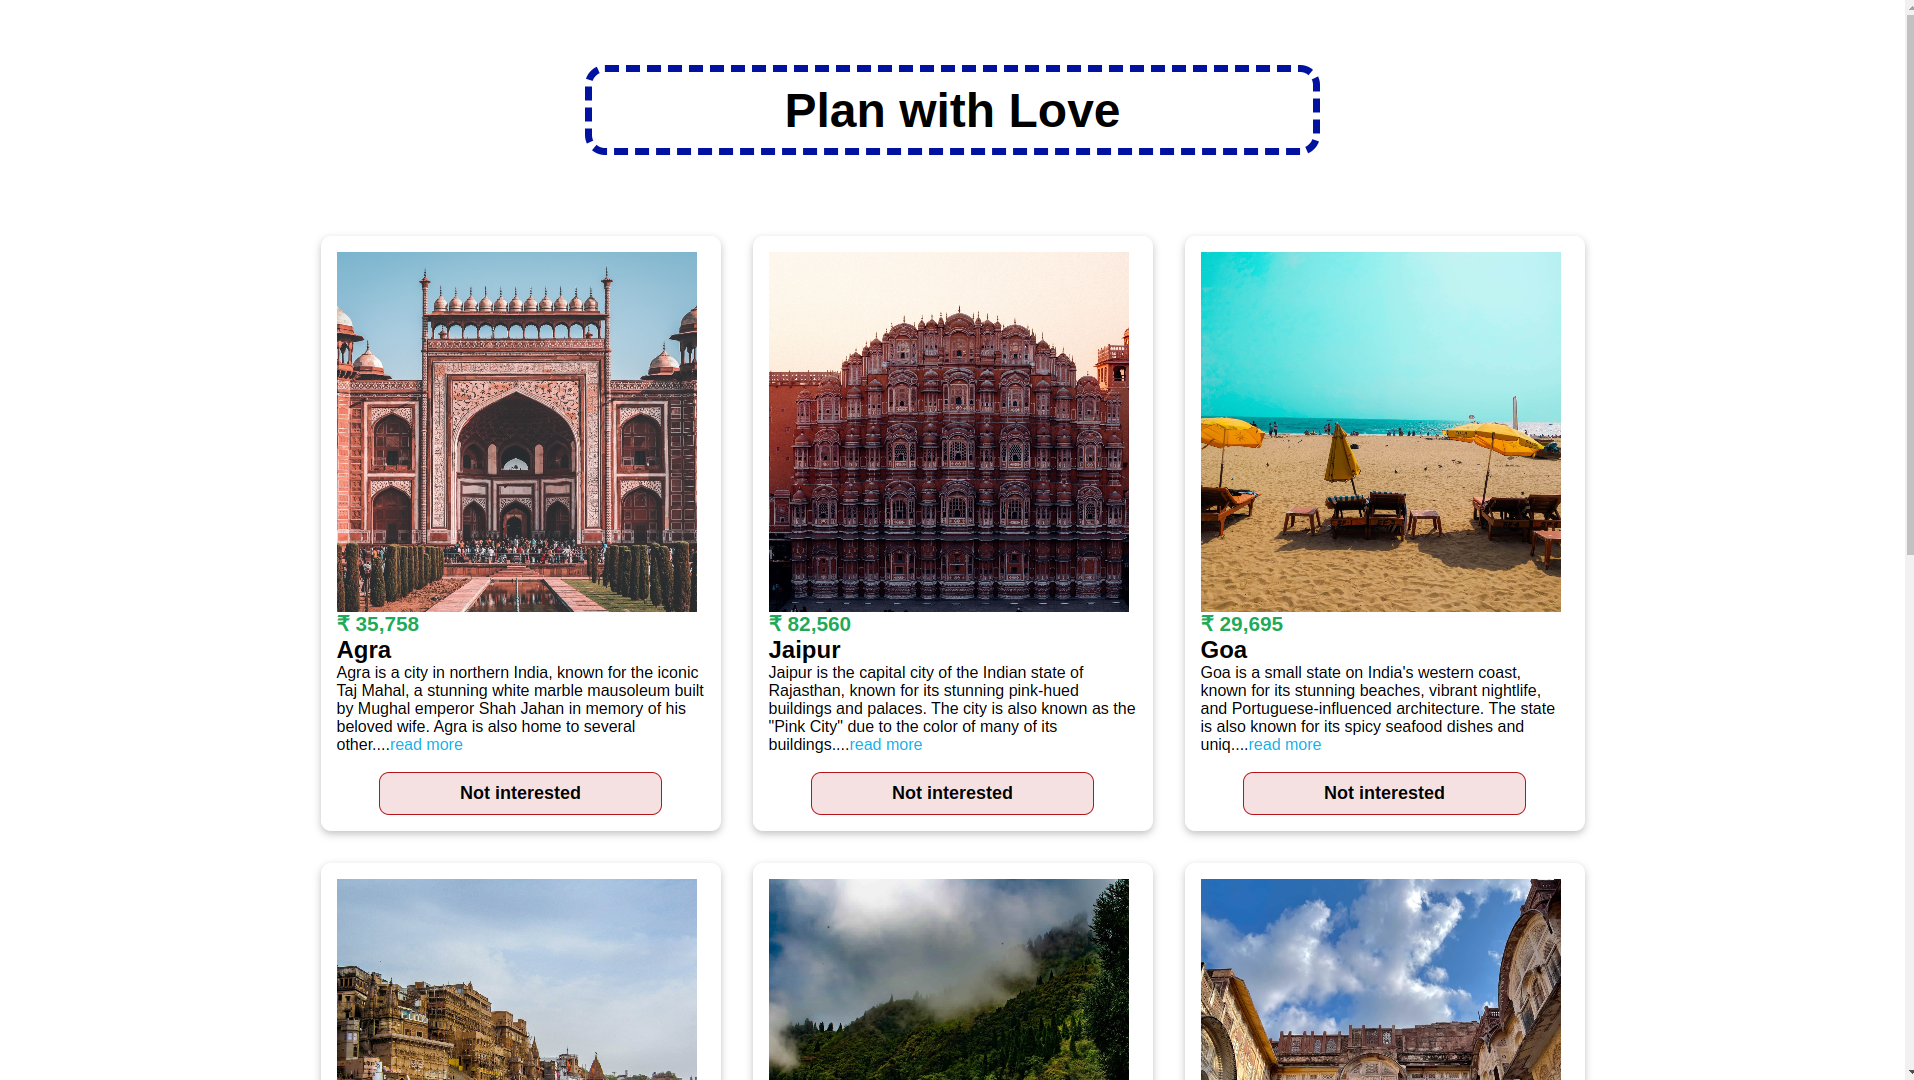 Plan with Love
₹ 35,758
Agra
Agra is a city in northern India, known for the iconic
Taj Mahal, a stunning white marble mausoleum built
by Mughal emperor Shah Jahan in memory of his
beloved wife. Agra is also home to several
other....read more
Not interested
₹ 82,560
Jaipur
Jaipur is the capital city of the Indian state of
Rajasthan, known for its stunning pink-hued
buildings and palaces. The city is also known as the
"Pink City" due to the color of many of its
buildings....read more
Not interested
₹ 29,695
Goa
Goa is a small state on India's western coast,
known for its stunning beaches, vibrant nightlife,
and Portuguese-influenced architecture. The state
is also known for its spicy seafood dishes and
uniq....read more
Not interested